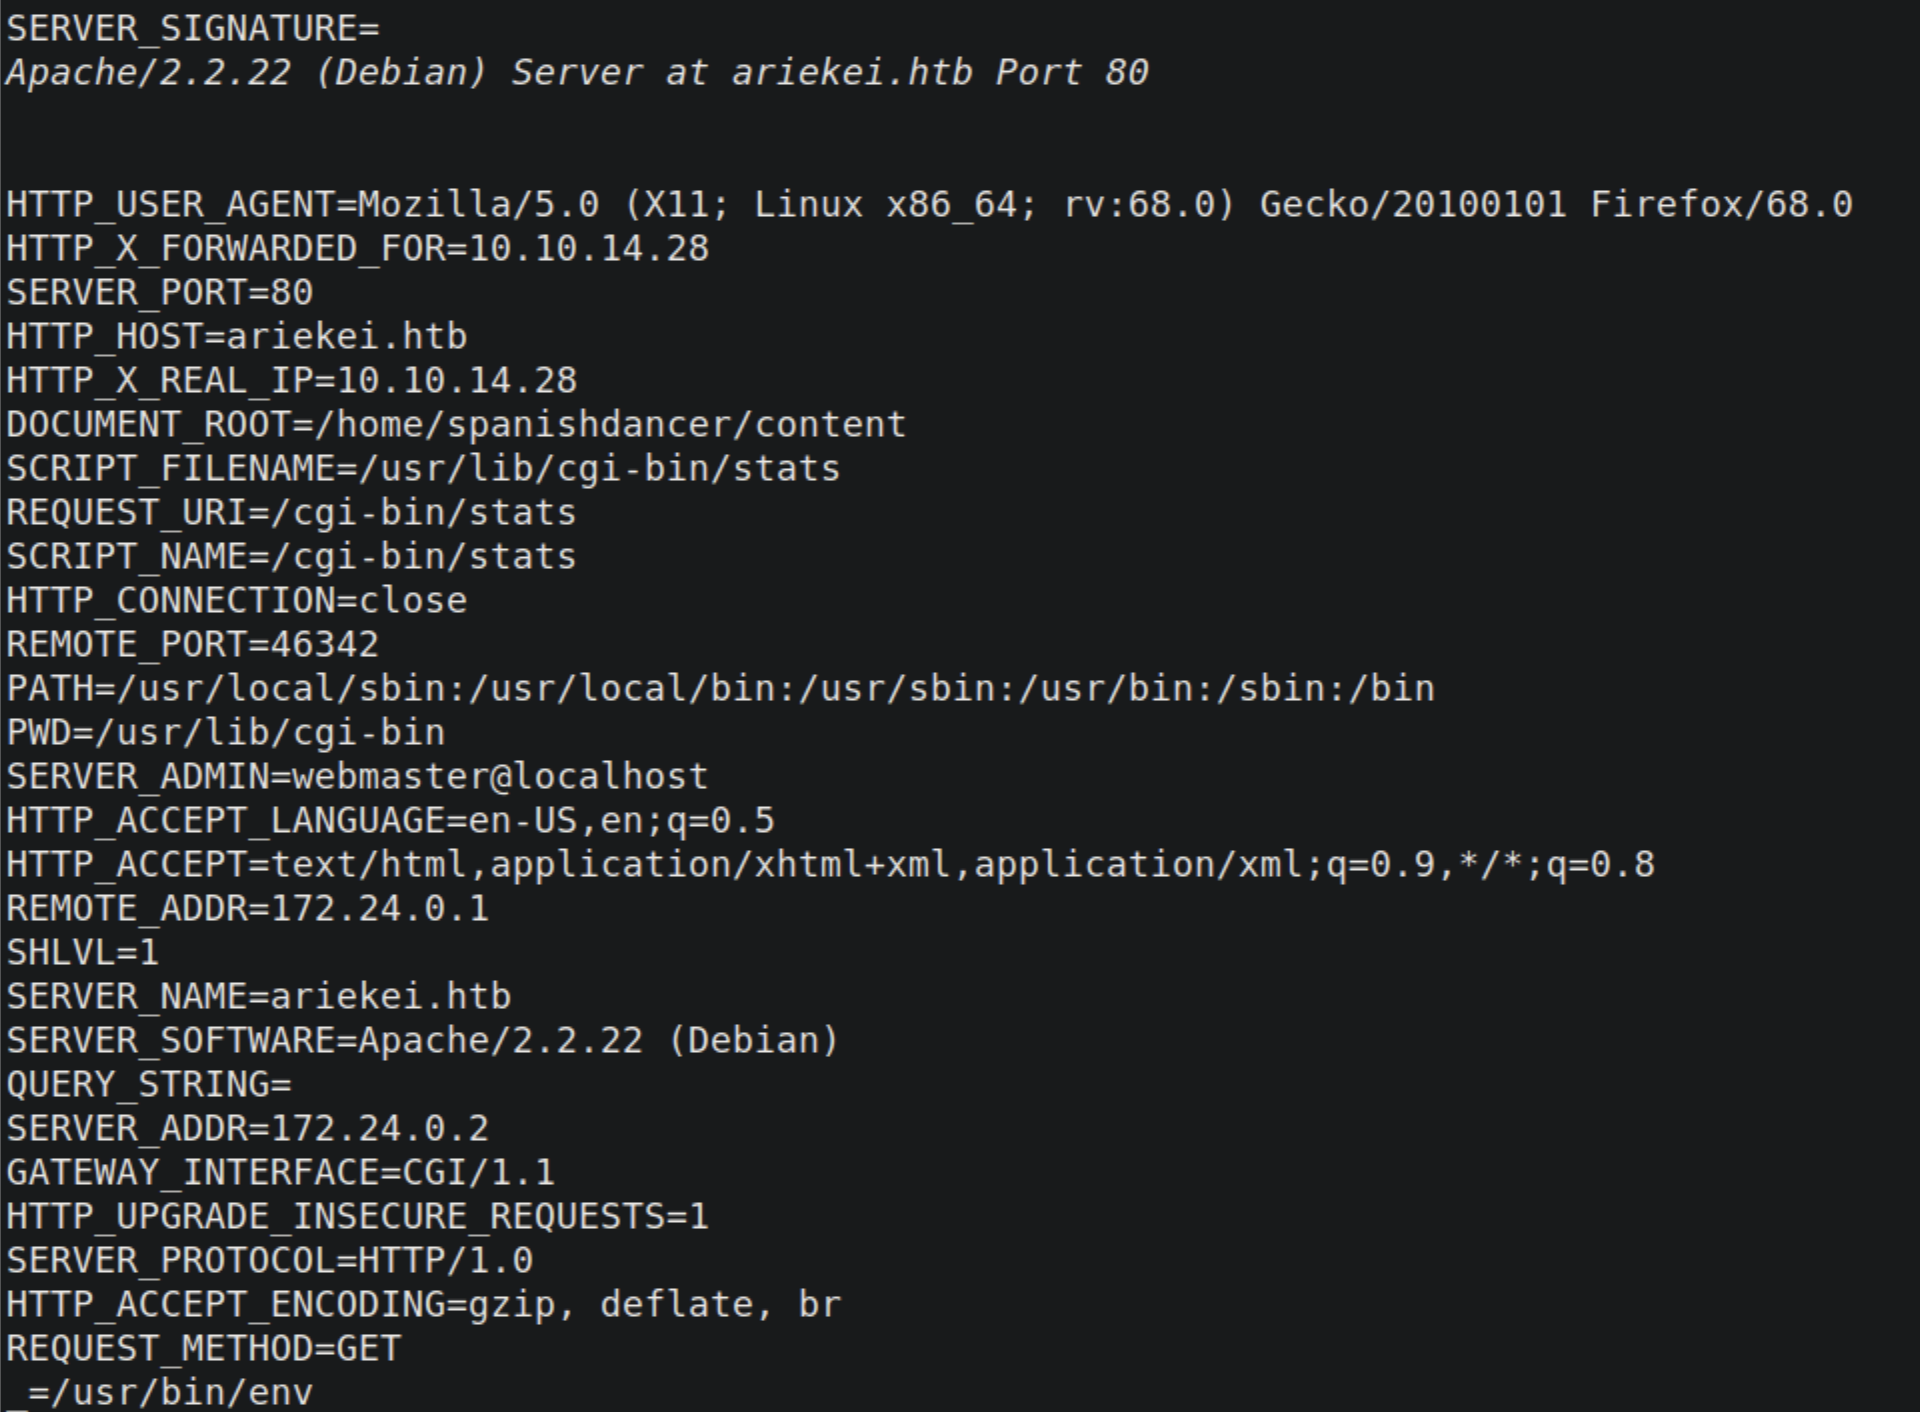 SERVER_SIGNATURE=
Apache/2.2.22 (Debian) Server at ariekei.htb Port 80
HTTP_USER_AGENT=Mozilla/5.0 (X11; Linux x86_64; rv:68.0) Gecko/20100101 Firefox/68.0
HTTP_X_FORWARDED_FOR=10.10.14.28
SERVER_PORT=80
HTTP_HOST=ariekei.htb
HTTP_X_REAL_IP=10.10.14.28
DOCUMENT_ROOT=/home/spanishdancer/content
SCRIPT_FILENAME=/usr/lib/cgi-bin/stats
REQUEST_URI=/cgi-bin/stats
SCRIPT_NAME=/cgi-bin/stats
HTTP_CONNECTION=close
REMOTE_PORT=46342
PATH=/usr/local/sbin:/usr/local/bin:/usr/sbin:/usr/bin:/sbin:/bin
PWD=/usr/lib/cgi-bin
SERVER_ADMIN=webmaster@localhost
HTTP_ACCEPT_LANGUAGE=en-US,en;q=0.5
HTTP_ACCEPT=text/html,application/xhtml+xml,application/xml;q=0.9,*/*;q=0.8
REMOTE_ADDR=172.24.0.1
SHLVL=1
SERVER_NAME=ariekei.htb
SERVER_SOFTWARE=Apache/2.2.22 (Debian)
QUERY_STRING=
SERVER_ADDR=172.24.0.2
GATEWAY_INTERFACE=CGI/1.1
HTTP_UPGRADE_INSECURE_REQUESTS=1
SERVER_PROTOCOL=HTTP/1.0
HTTP_ACCEPT_ENCODING=gzip, deflate, br
REQUEST_METHOD=GET
_=/usr/bin/env